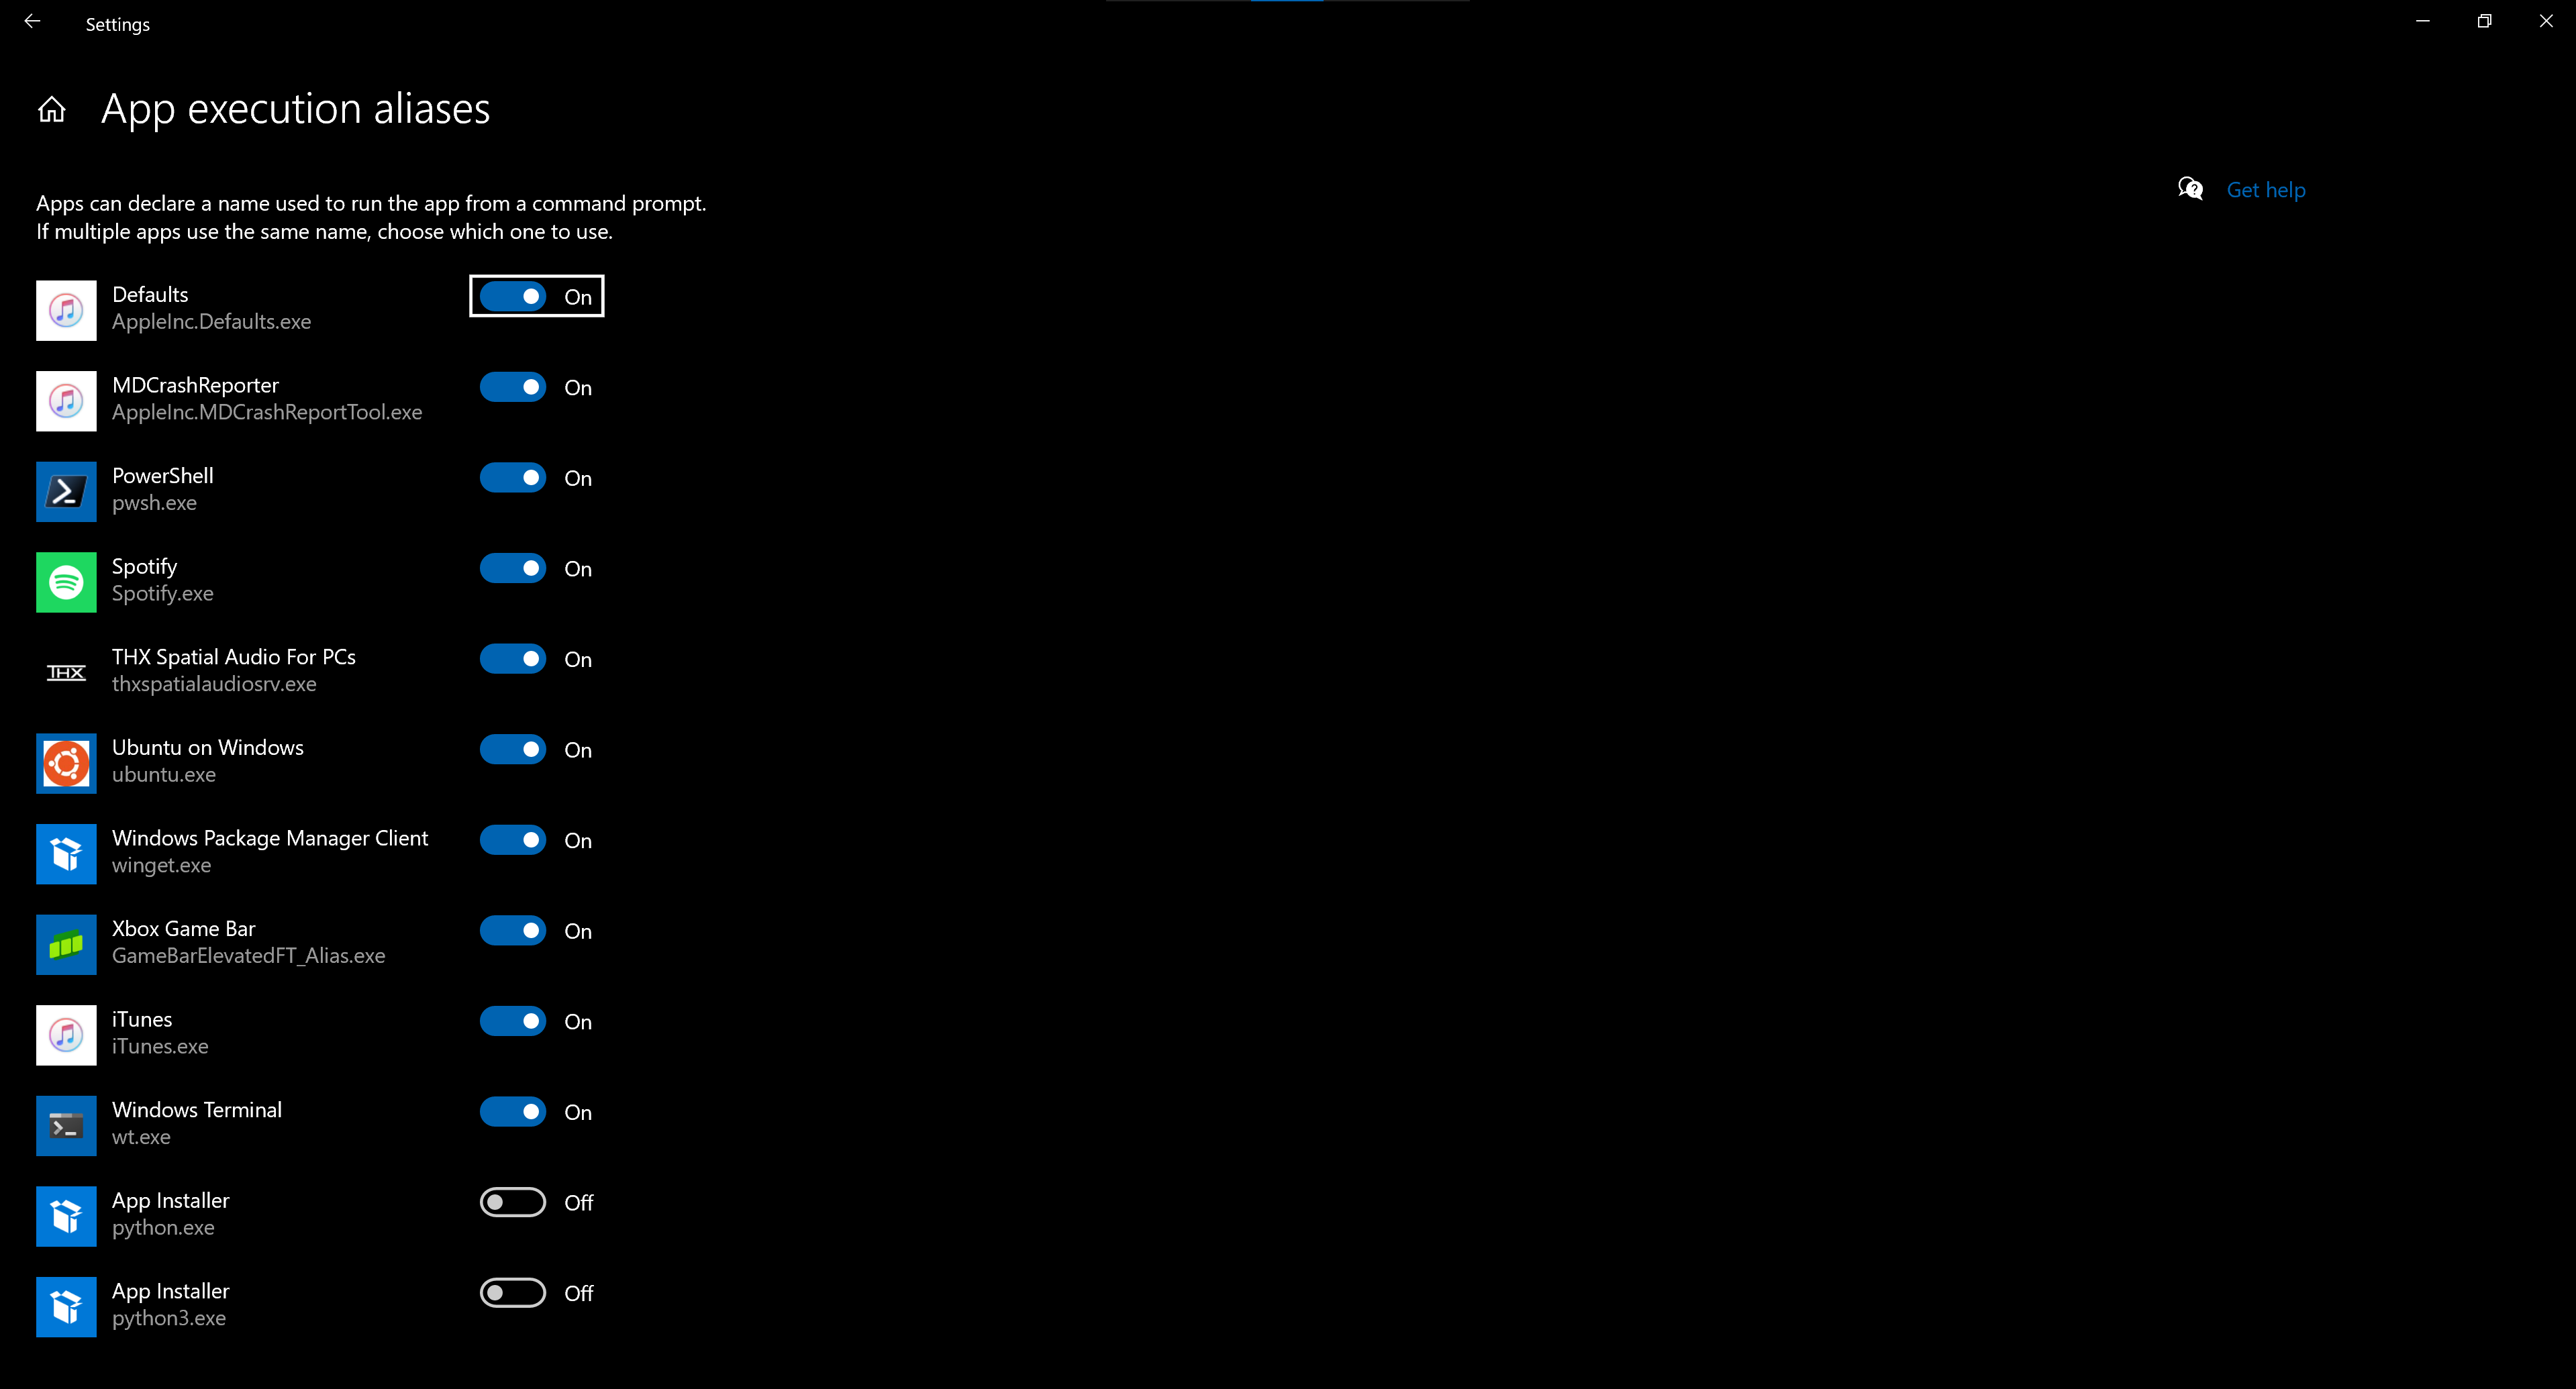 Settings
App execution aliases
Get help
Apps can declare a name used to run the app from a command prompt.
If multiple apps use the same name, choose which one to use.
Defaults
On
AppleInc.Defaults.exe
MDCrashReporter
On
AppleInc.MDCrashReportTool.exe
PowerShell
On
pwsh.exe
Spotify
On
Spotify.exe
THX Spatial Audio For PCs
On
THX
thxspatialaudiosrv.exe
Ubuntu on Windows
On
ubuntu.exe
Windows Package Manager Client
On
winget.exe
Xbox Game Bar
On
GameBarElevatedFT_Alias.exe
iTunes
On
iTunes.exe
Windows Terminal
On
wt.exe
App Installer
Off
python.exe
App Installer
Off
python3.exe